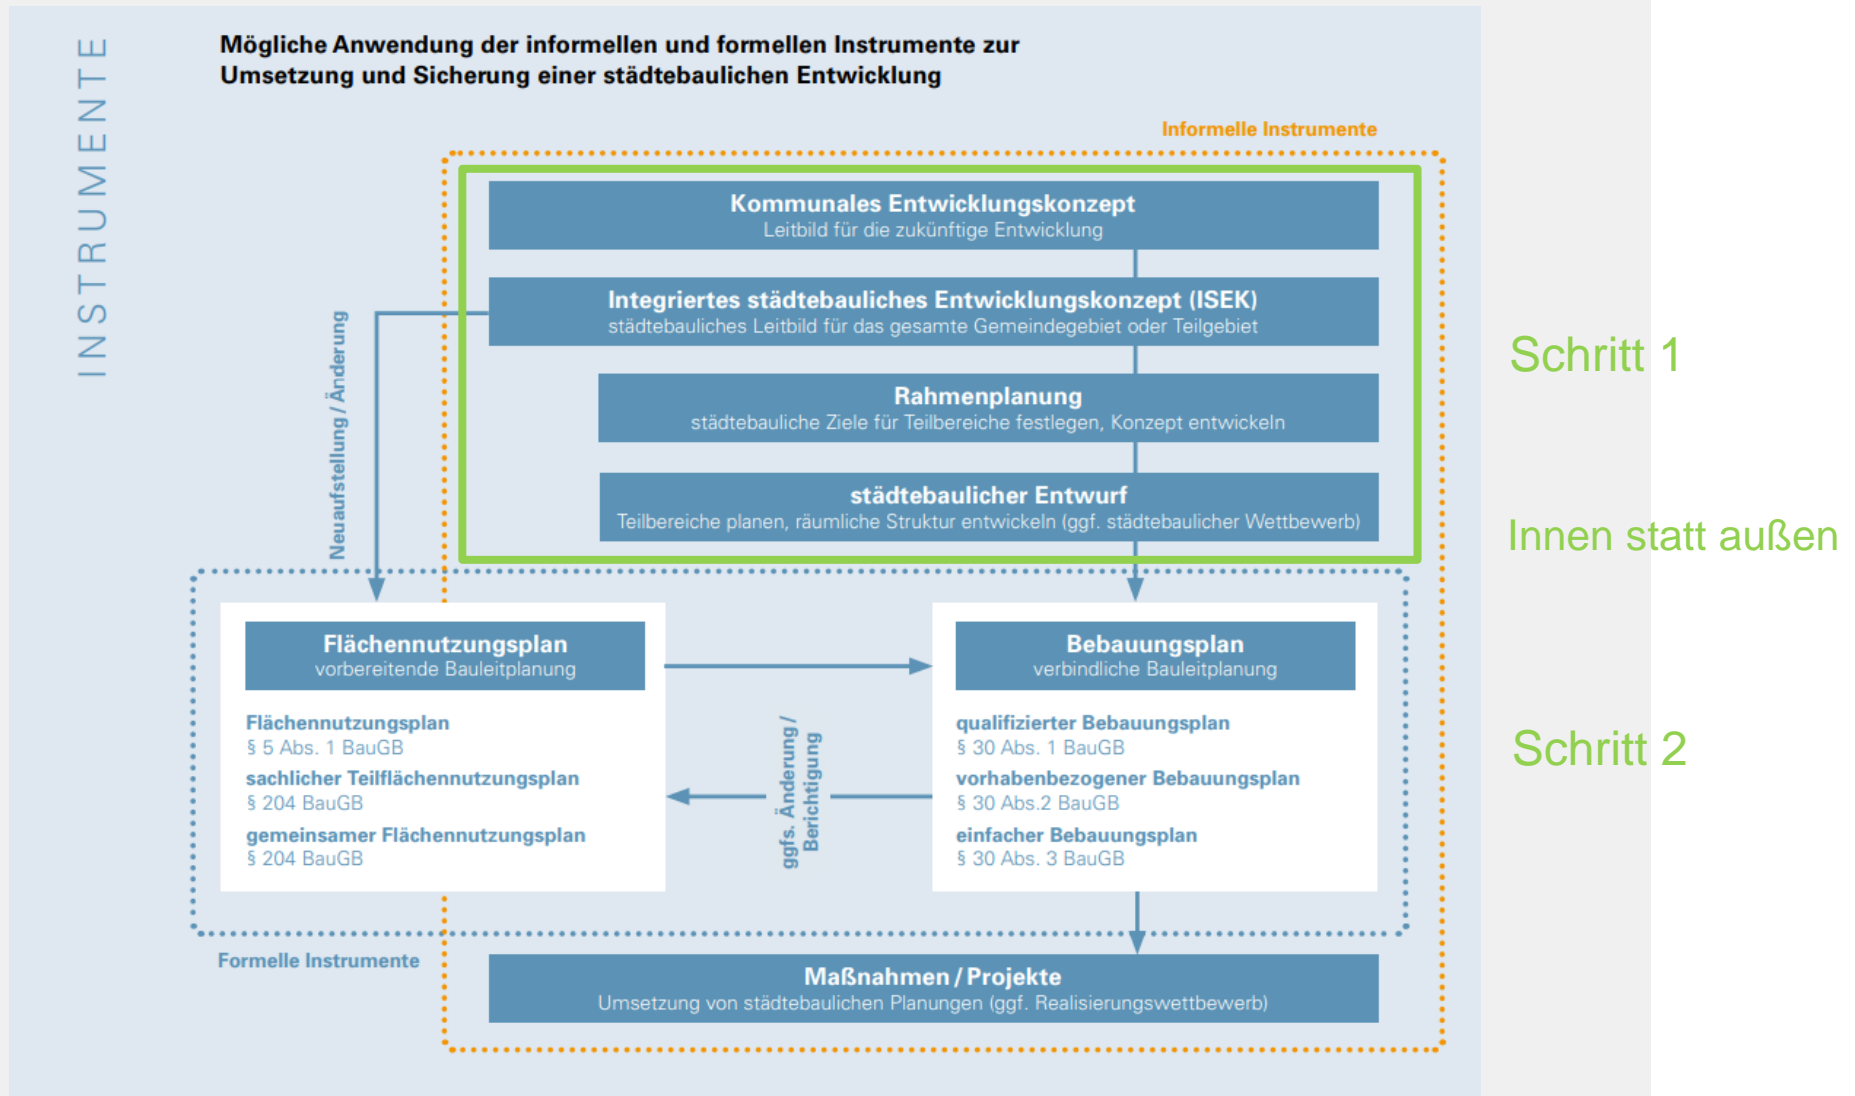 INSTRUMENTE
Mögliche Anwendung der informellen und formellen Instrumente zur
Umsetzung und Sicherung einer städtebaulichen Entwicklung
Informelle Instrumente
Kommunales Entwicklungskonzept
Leitbild für die zukünftige Entwicklung
Integriertes städtebauliches Entwicklungskonzept (ISEK)
städtebauliches Leitbild für das gesamte Gemeindegebiet oder Teilgebiet
Rahmenplanung
städtebauliche Ziele für Teilbereiche festlegen, Konzept entwickeln
städtebaulicher Entwurf
Teilbereiche planen, räumliche Struktur entwickeln (ggf. städtebaulicher Wettbewerb)
Neuaufstellung / Änderung
Schritt 1
Innen statt außen
Flächennutzungsplan
vorbereitende Bauleitplanung
Flächennutzungsplan
§ 5 Abs. 1 BauGB
sachlicher Teilflächennutzungsplan
§ 204 BauGB
gemeinsamer Flächennutzungsplan
§ 204 BauGB
ggfs. Änderung /
Berichtigung
Bebauungsplan
verbindliche Bauleitplanung
qualifizierter Bebauungsplan
§ 30 Abs. 1 BauGB
vorhabenbezogener Bebauungsplan
§ 30 Abs.2 BauGB
einfacher Bebauungsplan
§ 30 Abs. 3 BauGB
Schritt 2
Formelle Instrumente
Maßnahmen / Projekte
Umsetzung von städtebaulichen Planungen (ggf. Realisierungswettbewerb)